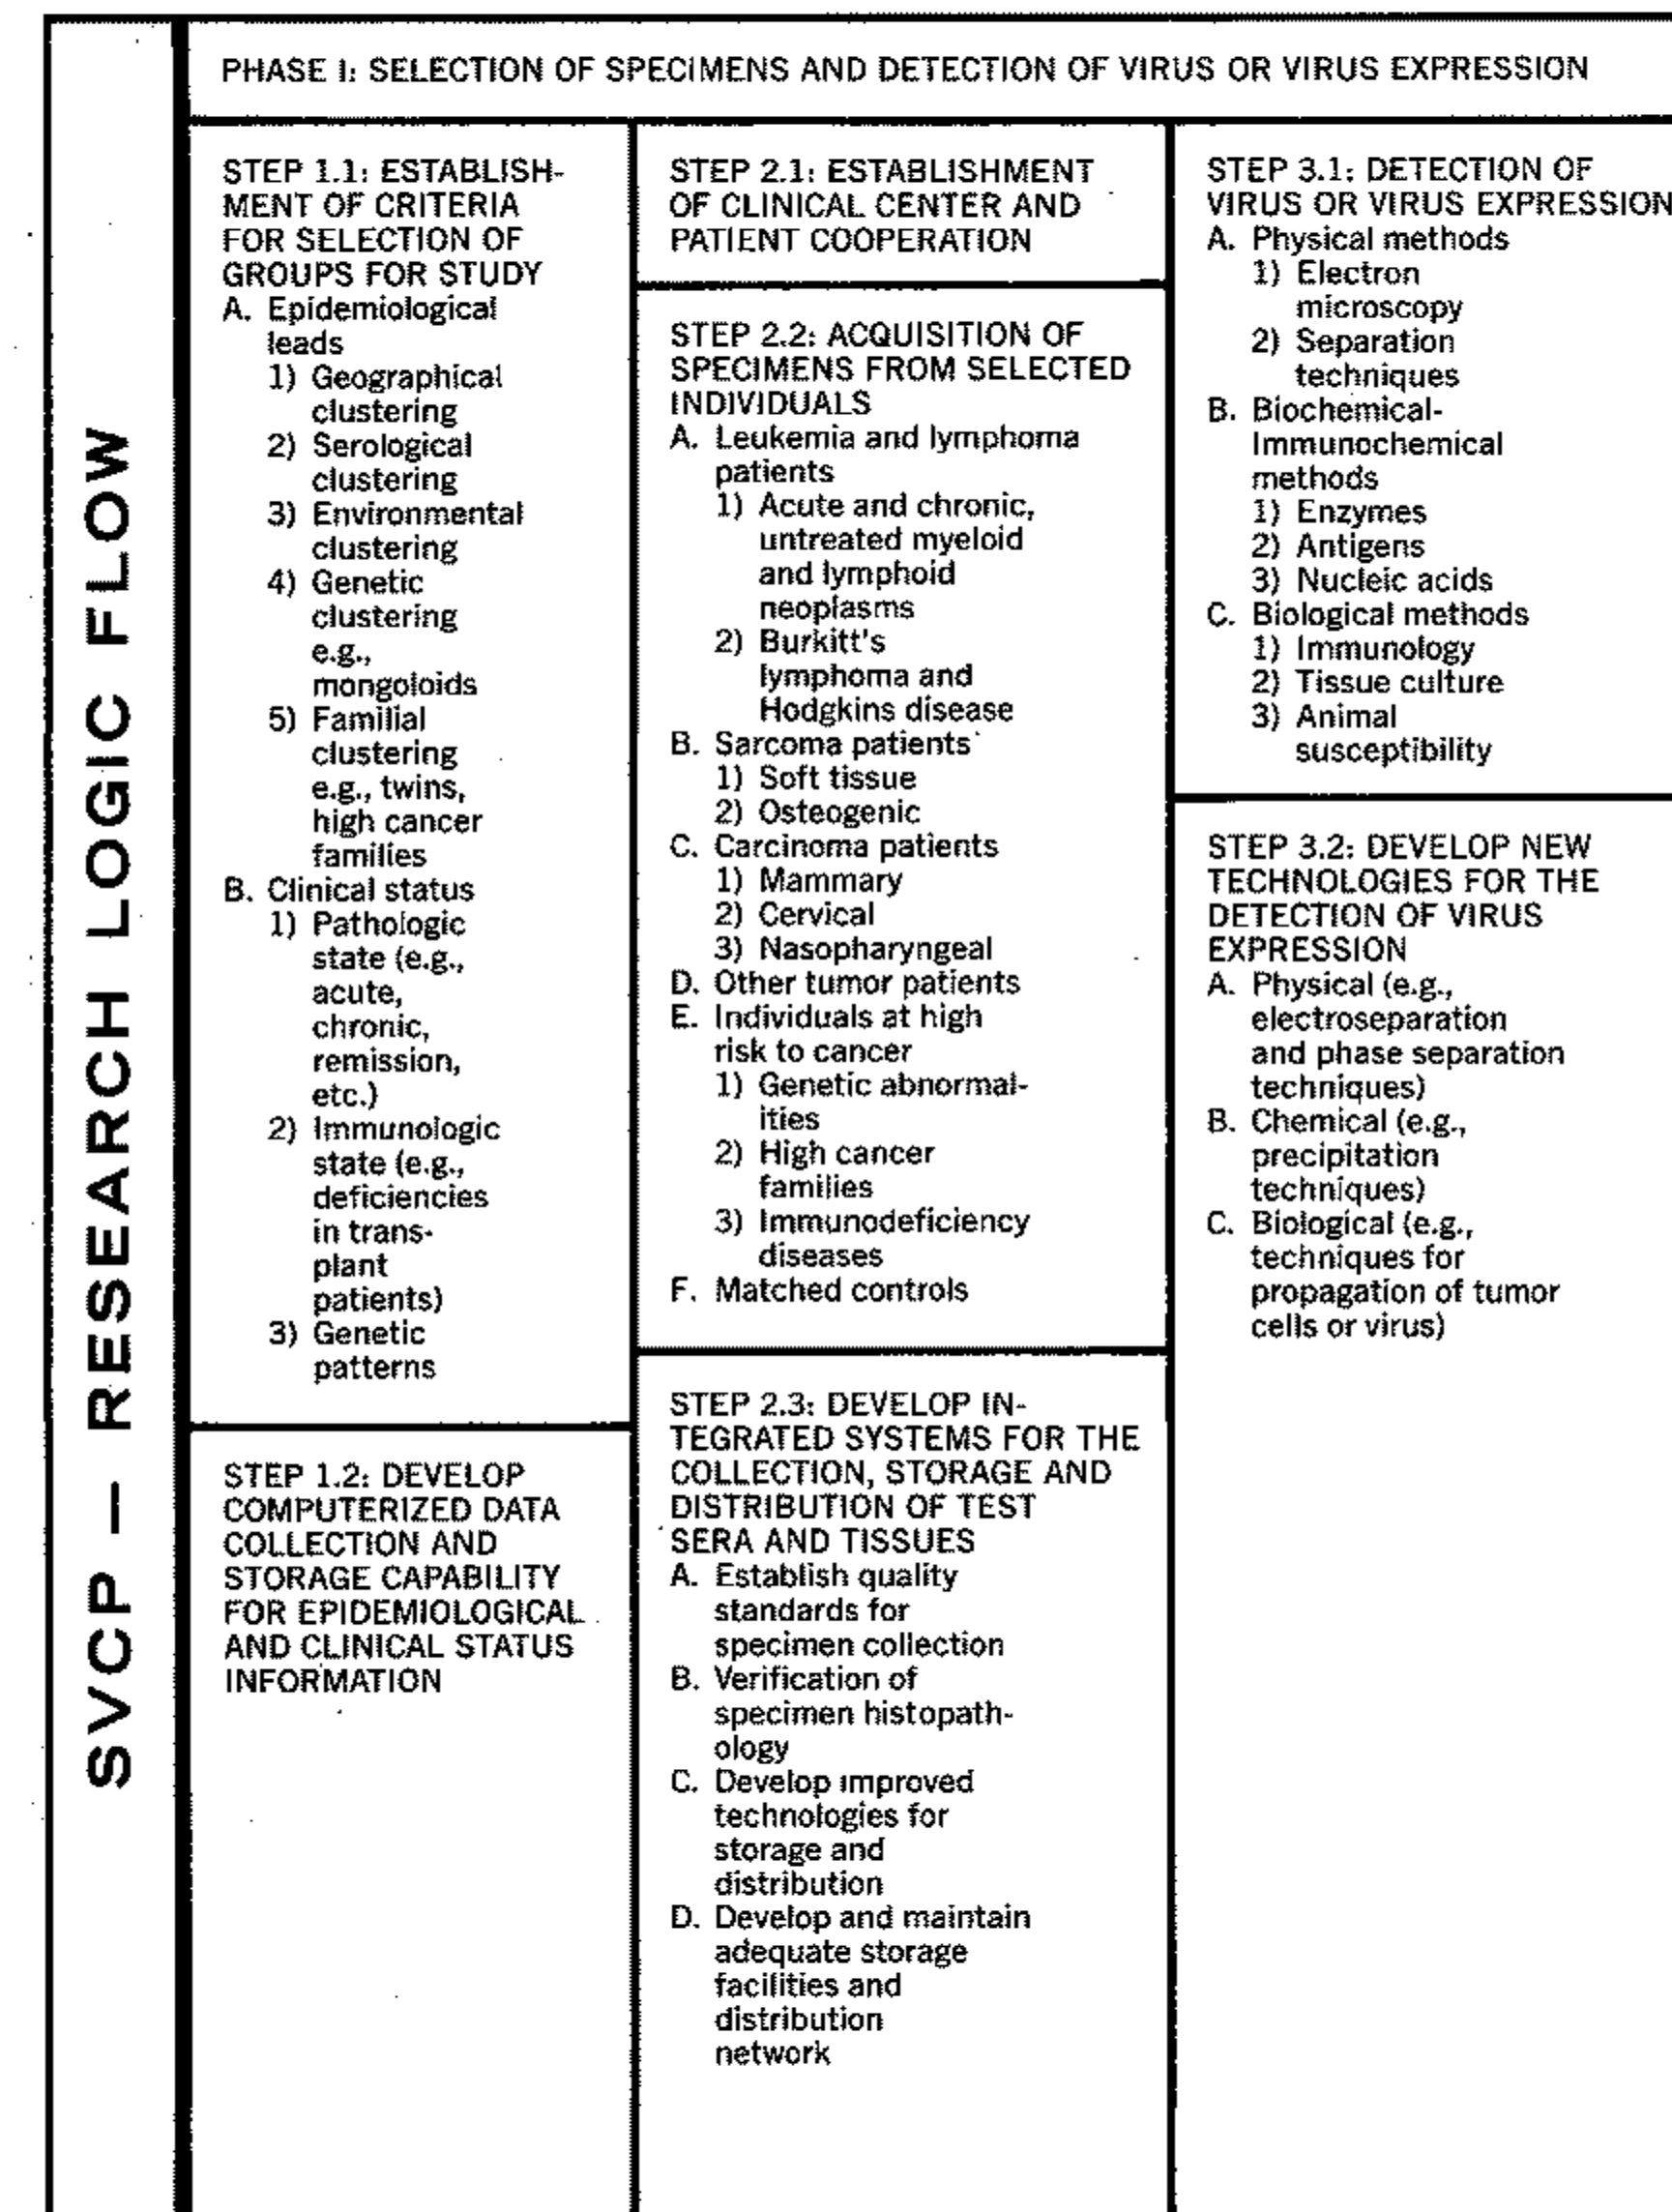 SVCP — RESEARCH LOGIC FLOW
PHASE I: SELECTION OF SPECIMENS AND DETECTION OF VIRUS OR VIRUS EXPRESSION
STEP 1.1: ESTABLISH-
MENT OF CRITERIA
FOR SELECTION OF
GROUPS FOR STUDY
A. Epidemiological
leads
1) Geographical
clustering
2) Serological
clustering
3) Environmental
clustering
4) Genetic
clustering
e.g.,
mongoloids
5) Familial
clustering
e.g., twins,
high cancer
families
B. Clinical status
1) Pathologic
state (e.g.,
acute,
chronic,
remission,
etc.)
2) Immunologic
state (e.g.,
deficiencies
in trans-
plant
patients)
3) Genetic
patterns
STEP 1.2: DEVELOP
COMPUTERIZED DATA
COLLECTION AND
STORAGE CAPABILITY
FOR EPIDEMIOLOGICAL
AND CLINICAL STATUS
INFORMATION
STEP 2.1: ESTABLISHMENT
OF CLINICAL CENTER AND
PATIENT COOPERATION
STEP 2.2: ACQUISITION OF
SPECIMENS FROM SELECTED
INDIVIDUALS
A. Leukemia and lymphoma
patients
1) Acute and chronic,
untreated myeloid
and lymphoid
neoplasms
2) Burkitt's
lymphoma and
Hodgkins disease
B. Sarcoma patients
1) Soft tissue
2) Osteogenic
C. Carcinoma patients
1) Mammary
2) Cervical
3) Nasopharyngeal
D. Other tumor patients
E. Individuals at high
risk to cancer
1) Genetic abnormal-
ities
2) High cancer
families
3) Immunodeficiency
diseases
F. Matched controls
STEP 2.3: DEVELOP IN-
TEGRATED SYSTEMS FOR THE
COLLECTION, STORAGE AND
DISTRIBUTION OF TEST
SERA AND TISSUES
A. Establish quality
standards for
specimen collection
B. Verification of
specimen histopath-
ology
C. Develop improved
technologies for
storage and
distribution
D. Develop and maintain
adequate storage
facilities and
distribution
network
STEP 3.1: DETECTION OF
VIRUS OR VIRUS EXPRESSION
A. Physical methods
1) Electron
microscopy
2) Separation
techniques
B. Biochemical-
Immunochemical
methods
1) Enzymes
2) Antigens
3) Nucleic acids
C. Biological methods
1) Immunology
2) Tissue culture
3) Animal
susceptibility
STEP 3.2: DEVELOP NEW
TECHNOLOGIES FOR THE
DETECTION OF VIRUS
EXPRESSION
A. Physical (e.g.,
electroseparation
and phase separation
techniques)
B. Chemical (e.g.,
precipitation
techniques)
C. Biological (e.g.,
techniques for
propagation of tumor
cells or virus)